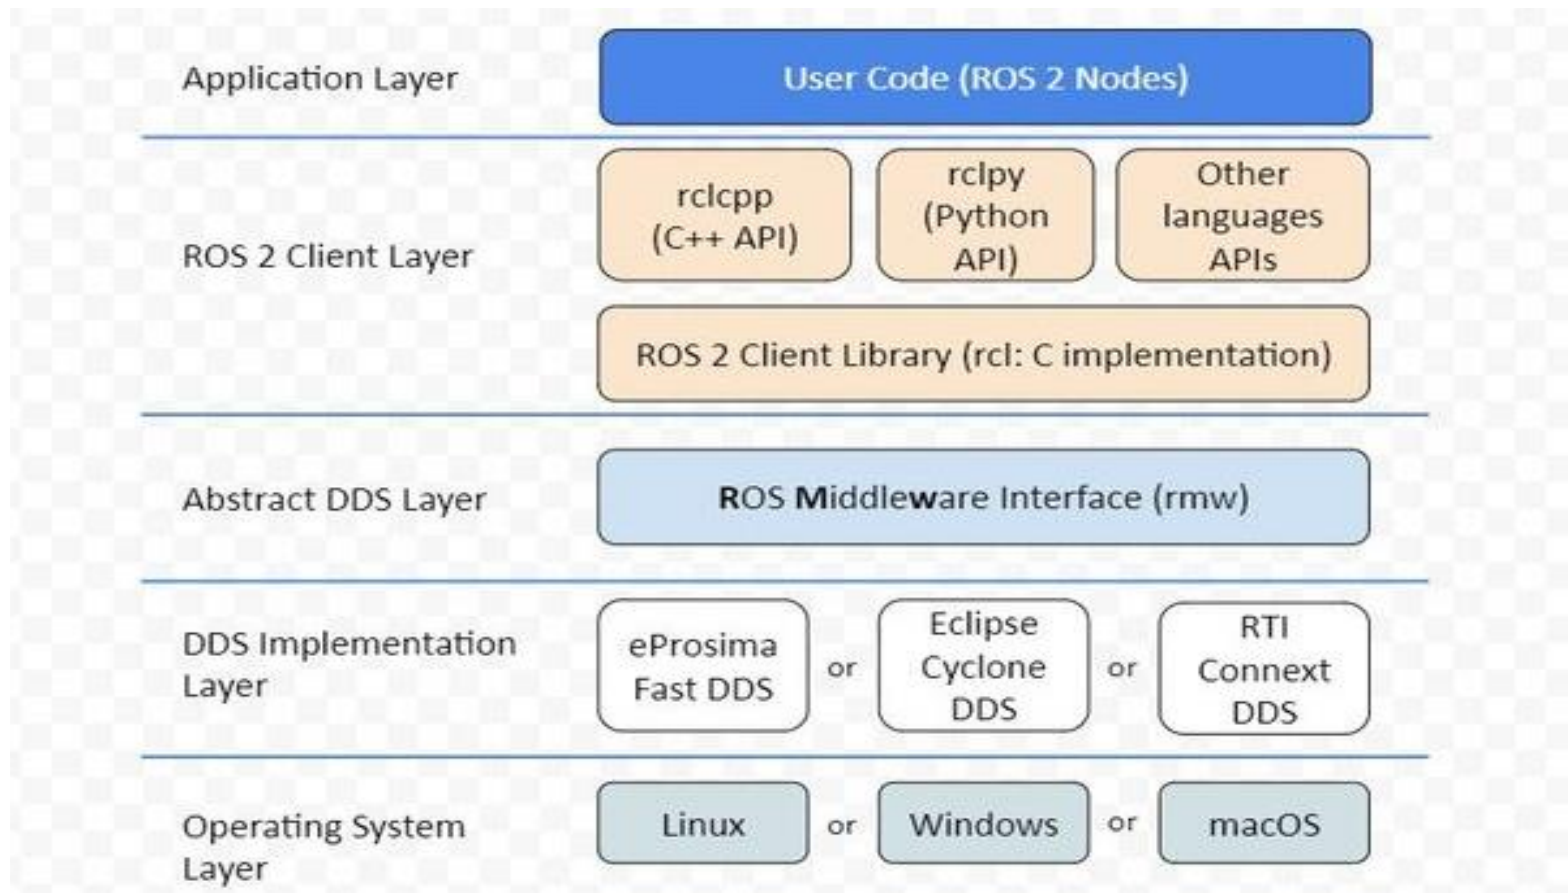 Application Layer
User Code (ROS 2 Nodes)
ROS 2 Client Layer
rclcpp
(C++ API)
rclpy
(Python
API)
Other
languages
APIs
ROS 2 Client Library (rcl: C implementation)
Abstract DDS Layer
ROS Middleware Interface (rmw)
DDS Implementation
Layer
eProsima
Fast DDS
or
Eclipse
Cyclone
DDS
or
RTI
Connext
DDS
Operating System
Layer
Linux
or
Windows
or
macOS